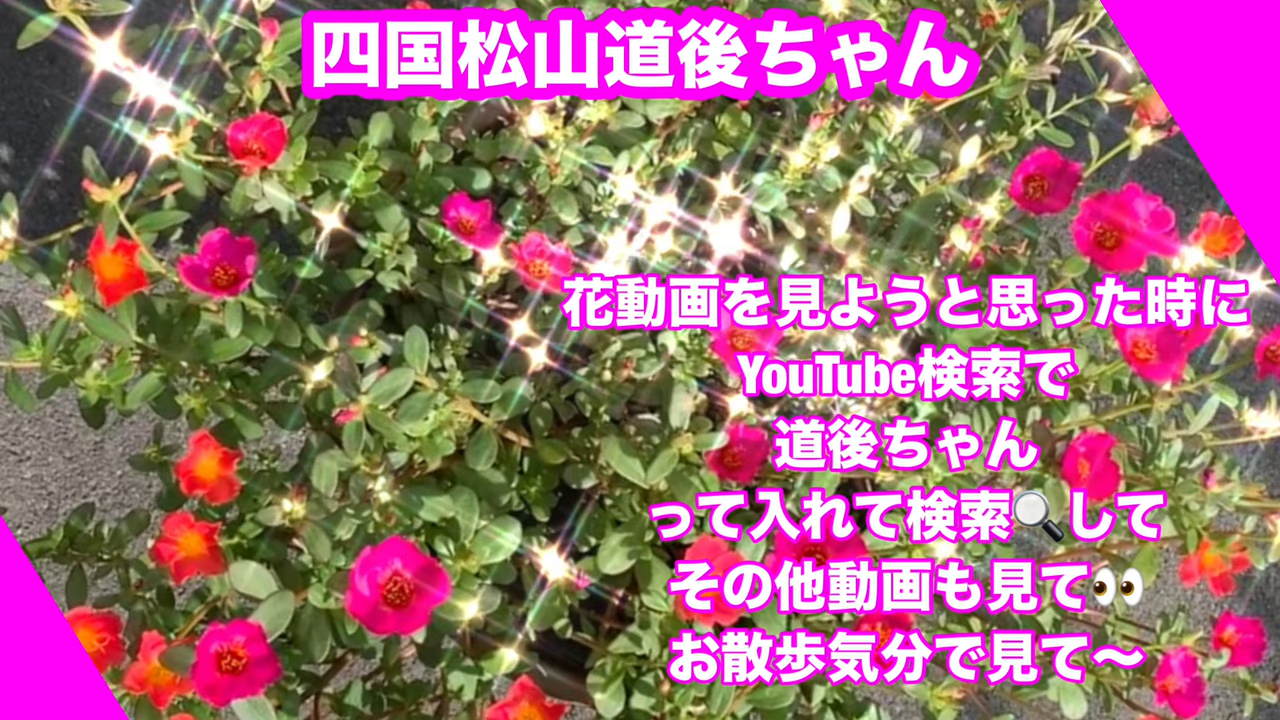 四国松山道後ちゃん
花動画を見ようと思った時に
YouTube検索で
道後ちゃん
って入れて検索🔍して
その他動画も見て👀
お散歩気分で見て〜